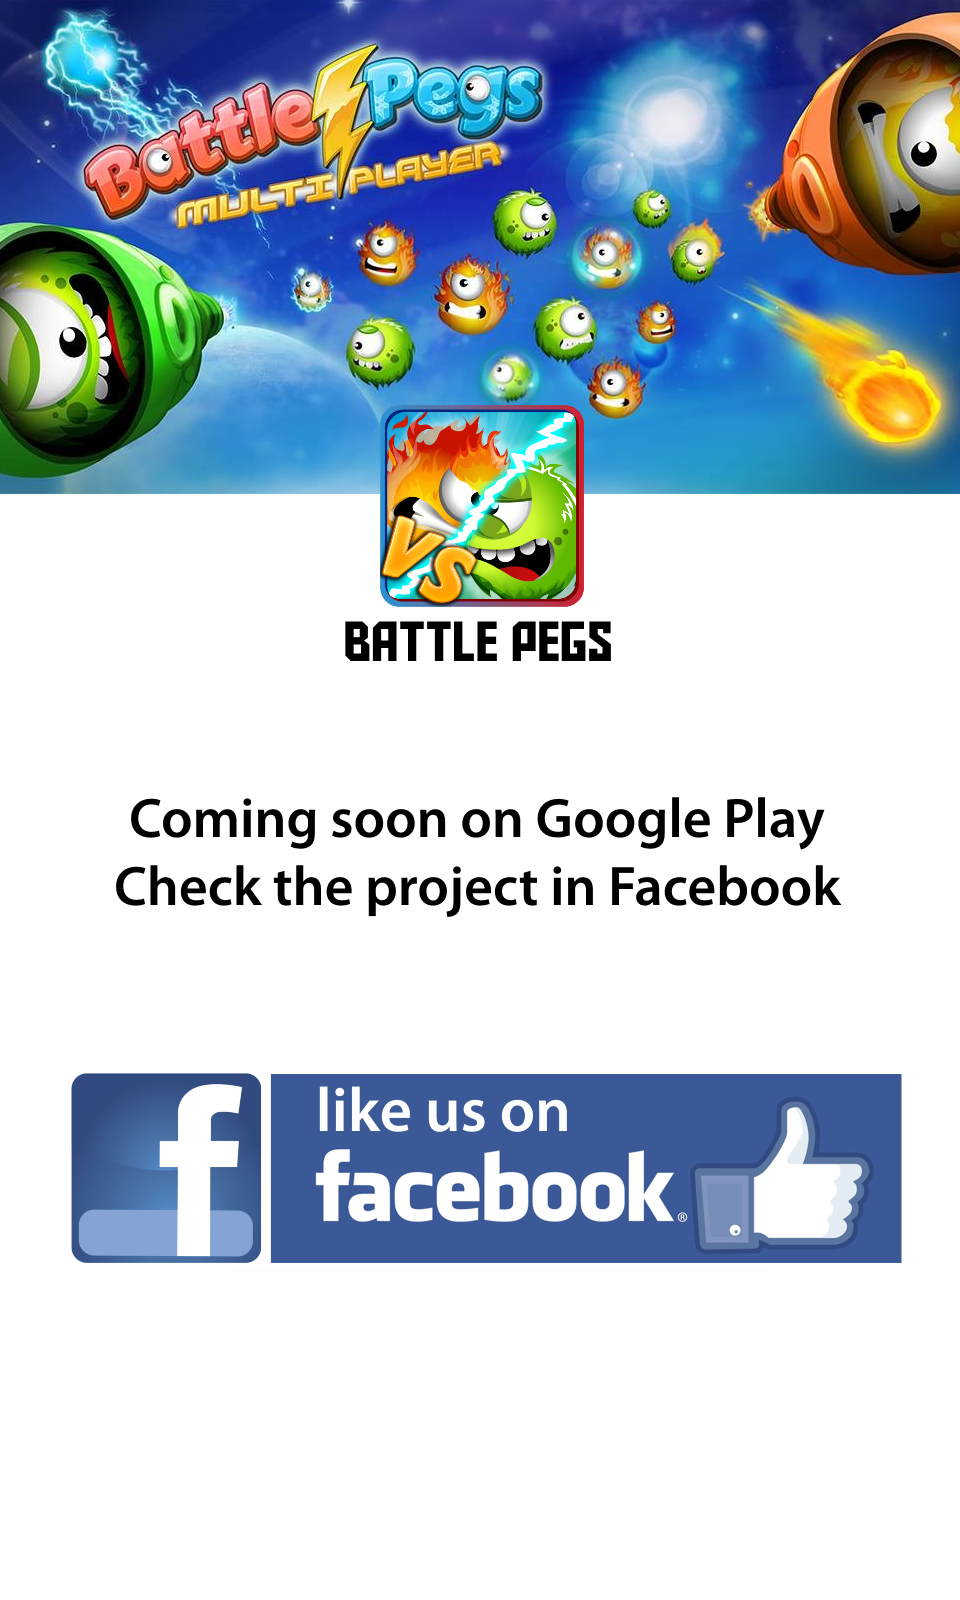 Battle Pegs
MULTIPLAYER
VS
BATTLE PEGS
Coming soon on Google Play
Check the project in Facebook
f
like us on
facebook®